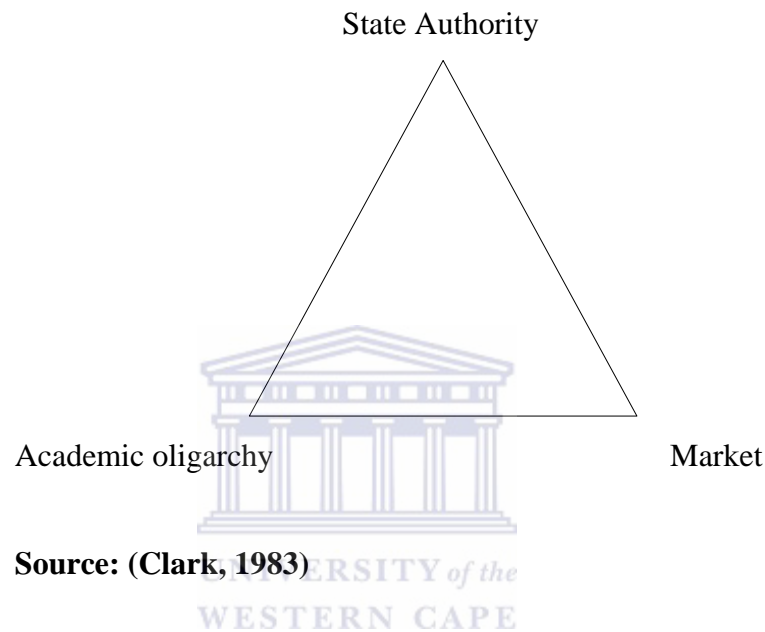 State Authority
Academic oligarchy Market
Source: (Clark, 1983)
UNIVERSITY of the
WESTERN CAPE